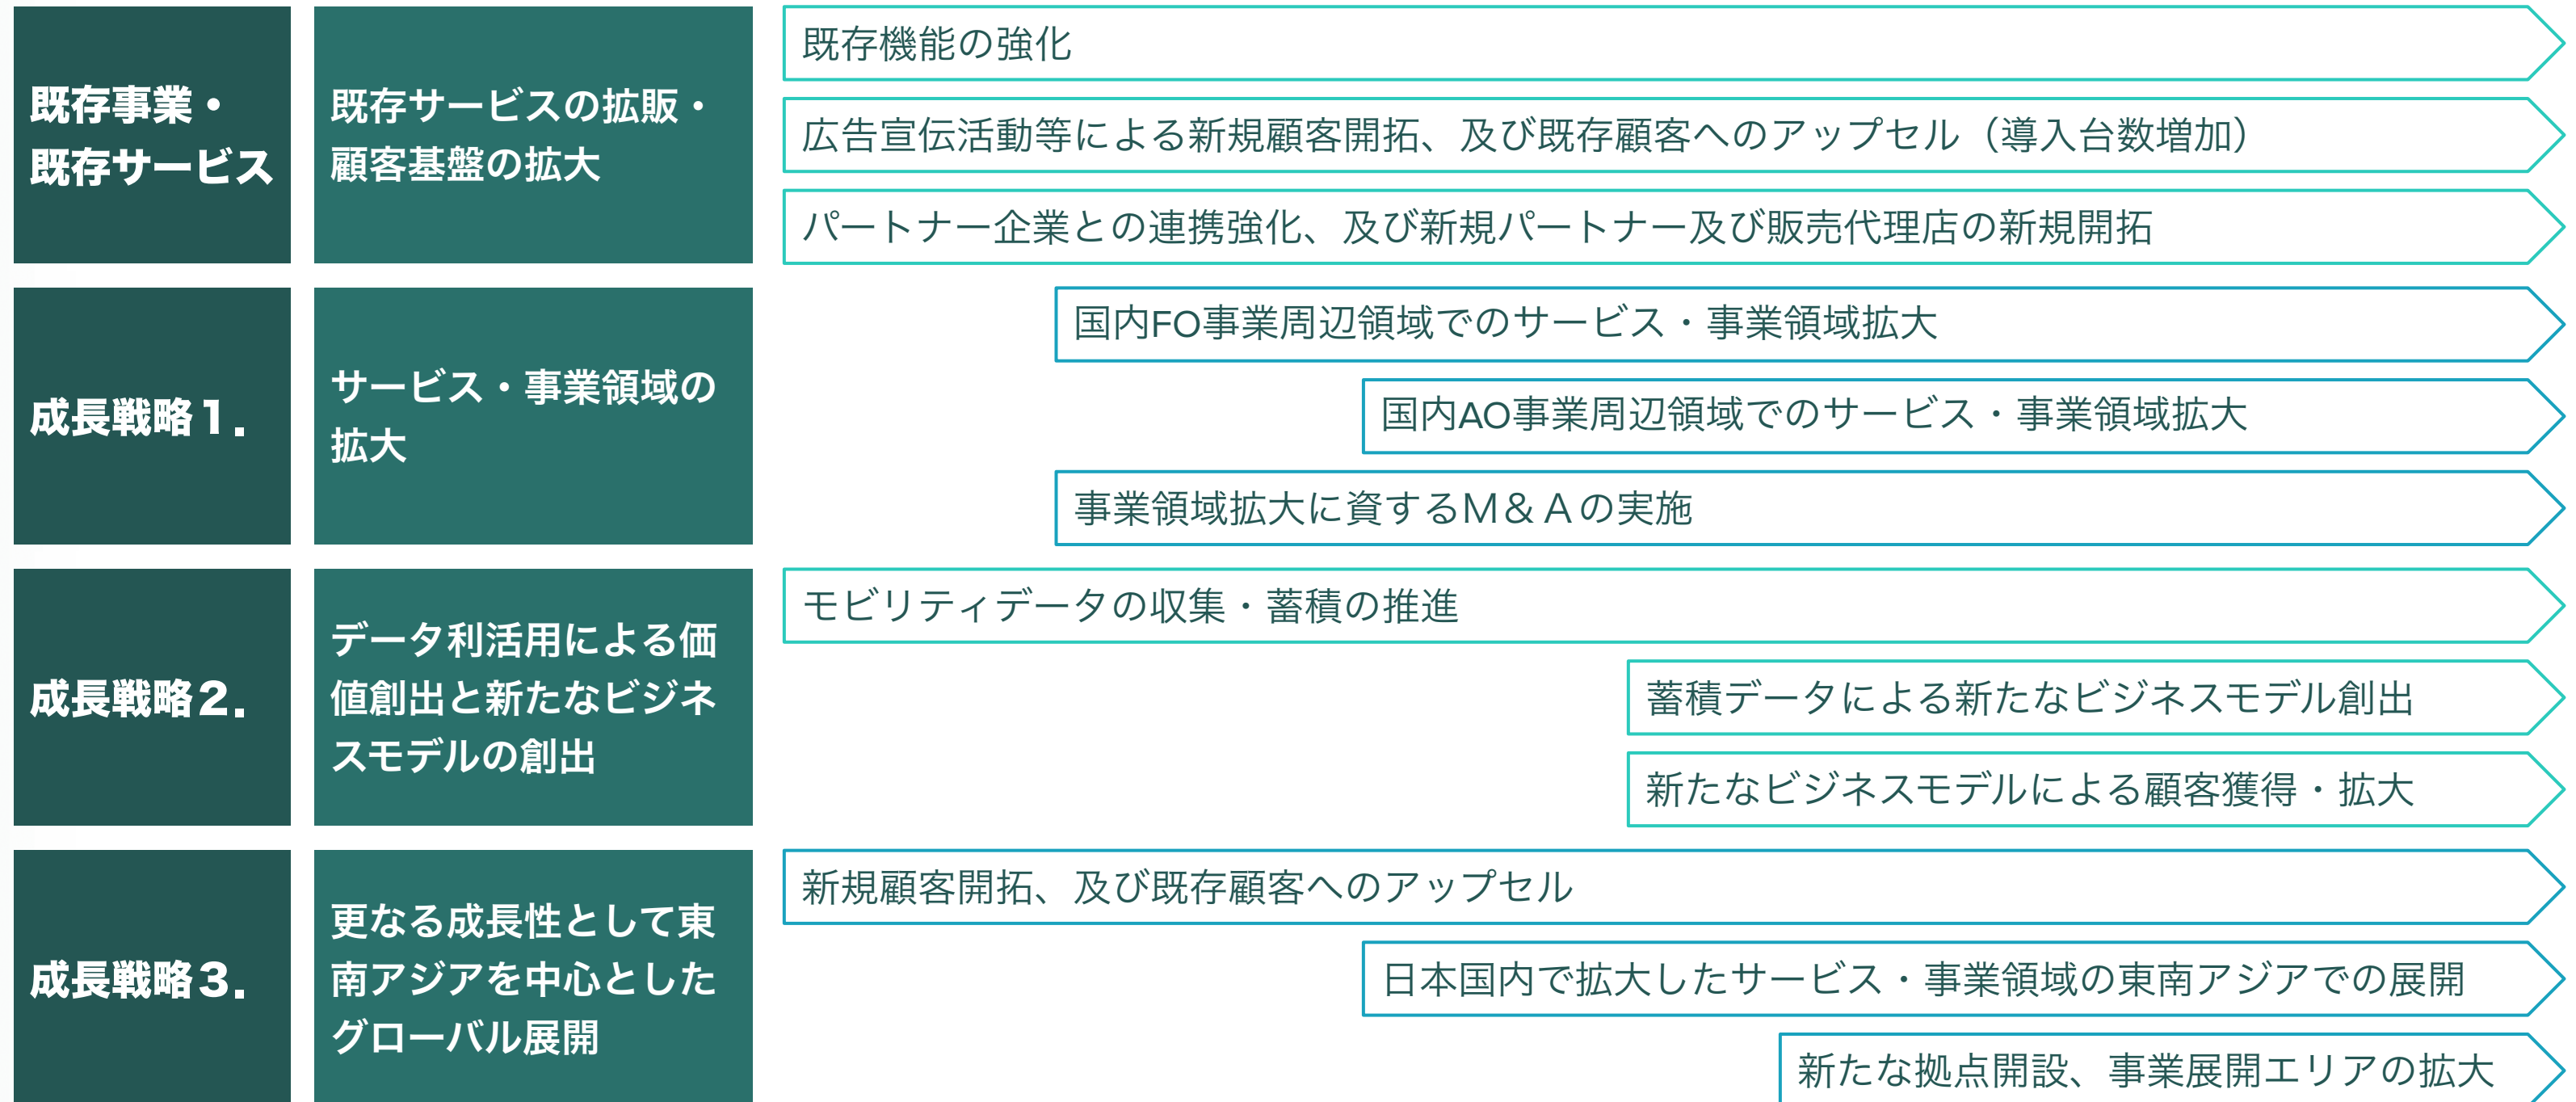 既存事業・
既存サービス
既存サービスの拡販・
顧客基盤の拡大
既存機能の強化
広告宣伝活動等による新規顧客開拓、及び既存顧客へのアップセル（導入台数増加）
パートナー企業との連携強化、及び新規パートナー及び販売代理店の新規開拓
成長戦略１．
サービス・事業領域の
拡大
国内FO事業周辺領域でのサービス・事業領域拡大
国内AO事業周辺領域でのサービス・事業領域拡大
事業領域拡大に資するＭ＆Ａの実施
成長戦略２．
データ利活用による価
値創出と新たなビジネ
スモデルの創出
モビリティデータの収集・蓄積の推進
蓄積データによる新たなビジネスモデル創出
新たなビジネスモデルによる顧客獲得・拡大
成長戦略３．
更なる成長性として東
南アジアを中心とした
グローバル展開
新規顧客開拓、及び既存顧客へのアップセル
日本国内で拡大したサービス・事業領域の東南アジアでの展開
新たな拠点開設、事業展開エリアの拡大